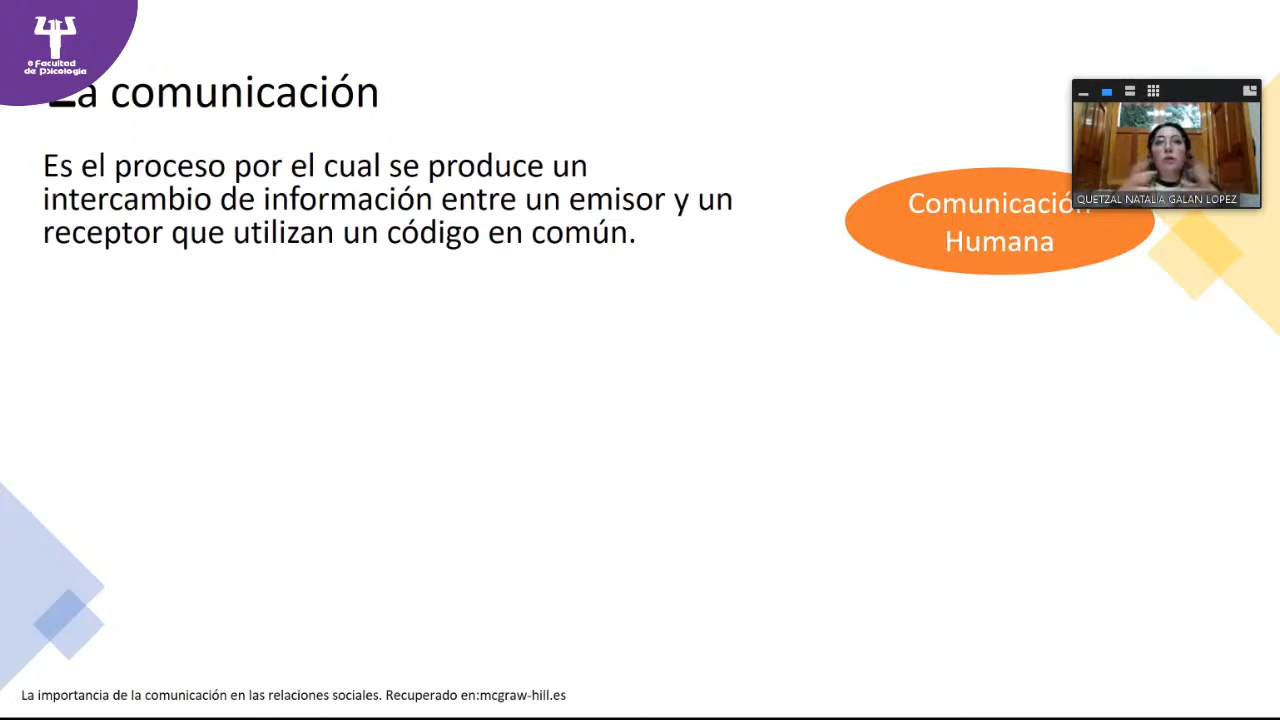 Facultad
de Psicología
La comunicación
Es el proceso por el cual se produce un
intercambio de información entre un emisor y un
receptor que utilizan un código en común.
QUETZAL NATALIA GALAN LOPEZ
Comunicación
Humana
La importancia de la comunicación en las relaciones sociales. Recuperado en:mcgraw-hill.es